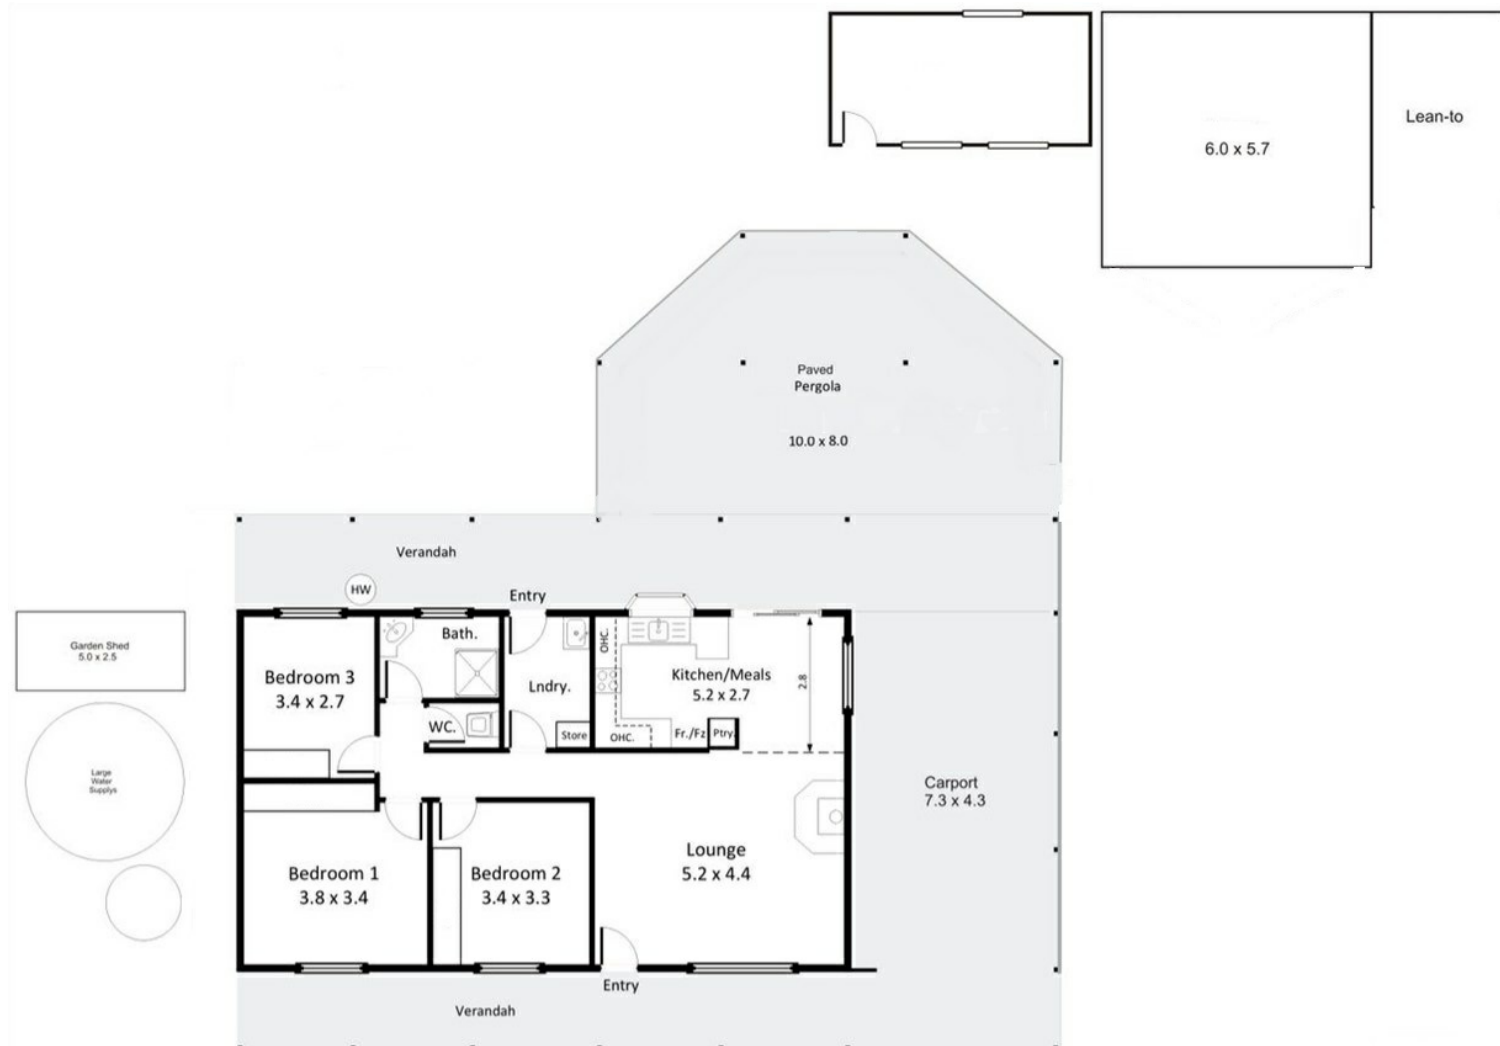 Lean-to
6.0 x 5.7
Paved
Pergola
10.0 x 8.0
Verandah
HW
Entry
Garden Shed
5.0 x 2.5
Bath.
OHC.
Bedroom 3
3.4 x 2.7
Lndry.
Kitchen/Meals
5.2 x 2.7
2.8
WC.
Store
OHC.
Fr./Fz
Ptry.
Large
Water
Supplys
Carport
7.3 x 4.3
Lounge
5.2 x 4.4
Bedroom 1
3.8 x 3.4
Bedroom 2
3.4 x 3.3
Entry
Verandah